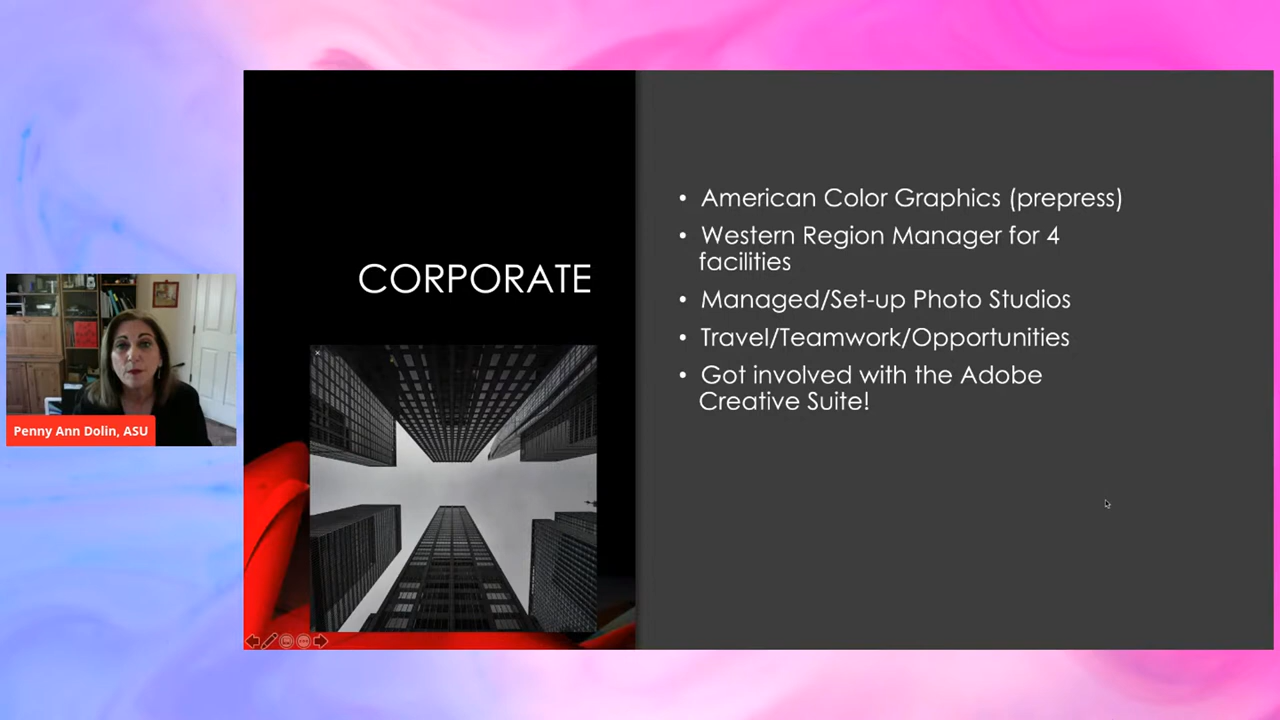 CORPORATE
• American Color Graphics (prepress)
• Western Region Manager for 4
facilities
• Managed/Set-up Photo Studios
• Travel/Teamwork/Opportunities
• Got involved with the Adobe
Creative Suite!
Penny Ann Dolin, ASU